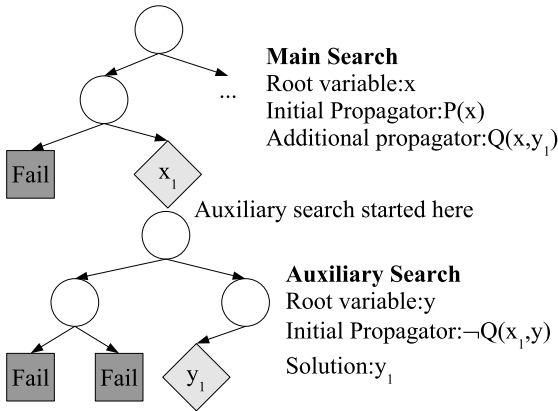 Main Search
Root variable:x
...
Initial Propagator:P(x)
Additional propagator:Q(x,y₁)
Fail
x₁
Auxiliary search started here
Auxiliary Search
Root variable:y
Initial Propagator:¬Q(x₁,y)
Solution:y₁
Fail
Fail
y₁